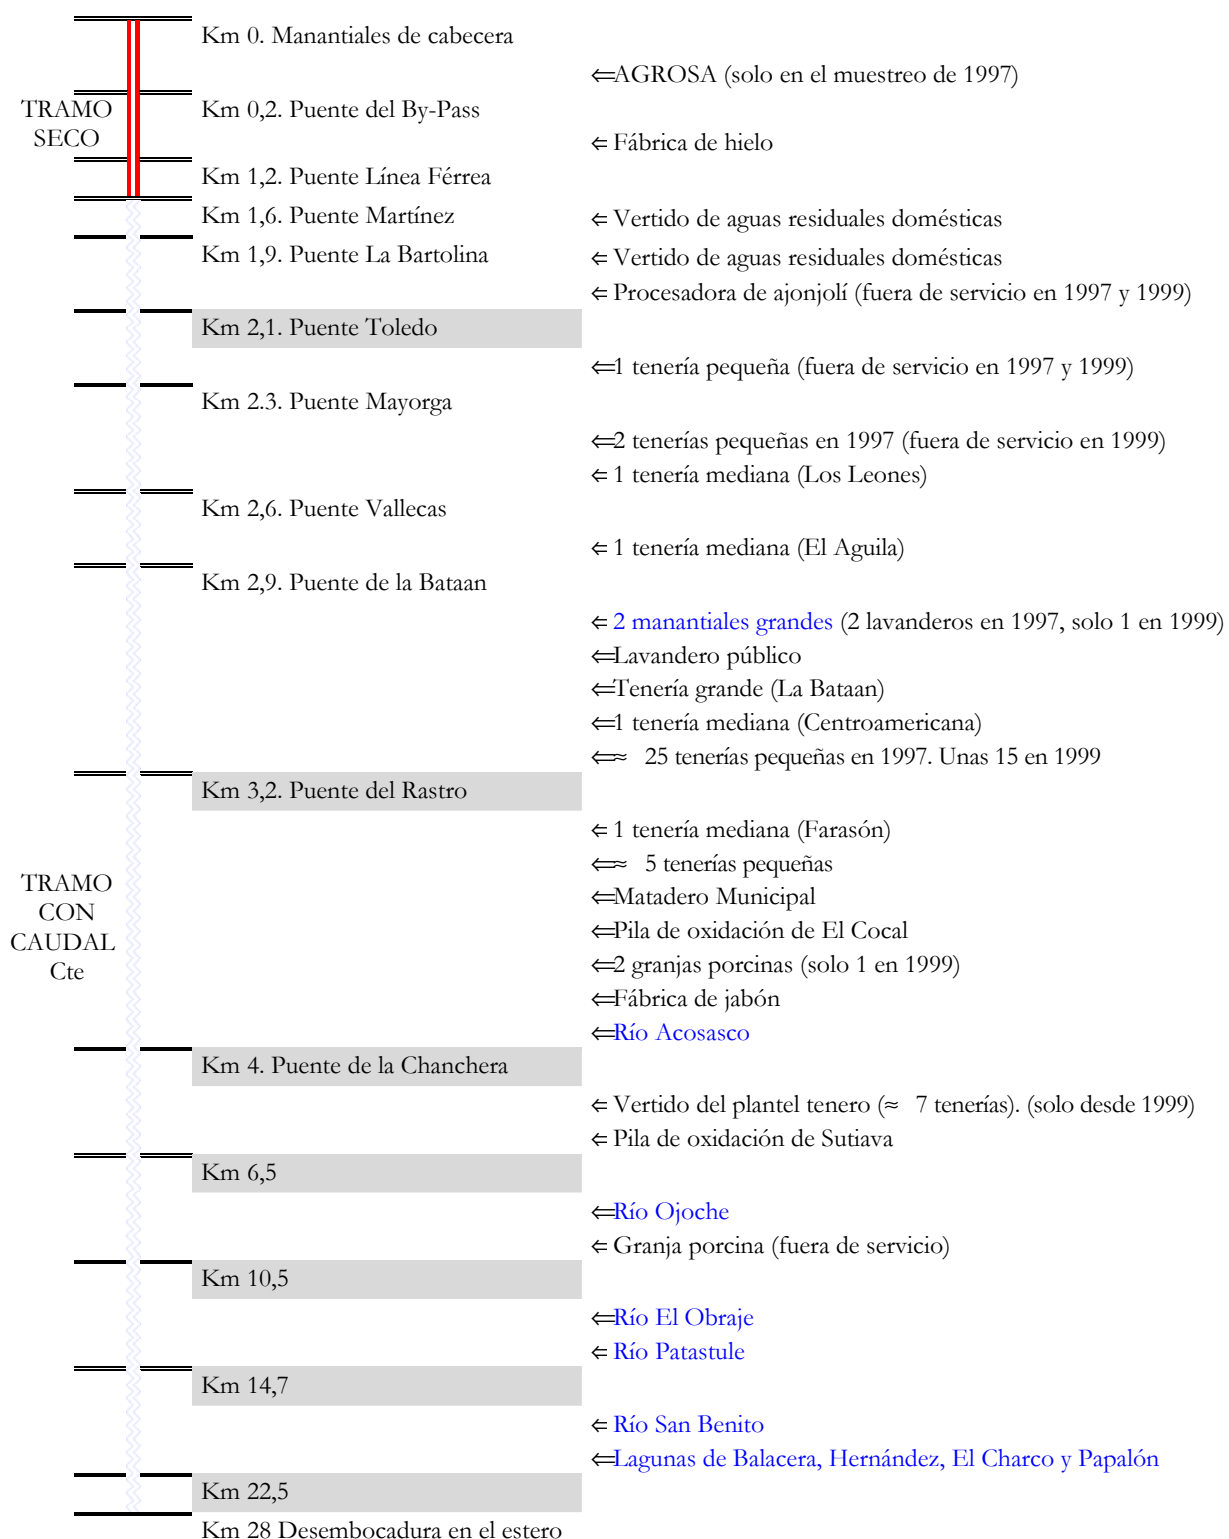 Km 0. Manantiales de cabecera
⇐AGROSA (solo en el muestreo de 1997)
TRAMO
SECO
Km 0,2. Puente del By-Pass
⇐ Fábrica de hielo
Km 1,2. Puente Línea Férrea
Km 1,6. Puente Martínez
⇐ Vertido de aguas residuales domésticas
Km 1,9. Puente La Bartolina
⇐ Vertido de aguas residuales domésticas
⇐ Procesadora de ajonjolí (fuera de servicio en 1997 y 1999)
Km 2,1. Puente Toledo
⇐1 tenería pequeña (fuera de servicio en 1997 y 1999)
Km 2.3. Puente Mayorga
⇐2 tenerías pequeñas en 1997 (fuera de servicio en 1999)
⇐ 1 tenería mediana (Los Leones)
Km 2,6. Puente Vallecas
⇐ 1 tenería mediana (El Aguila)
Km 2,9. Puente de la Bataan
⇐ 2 manantiales grandes (2 lavanderos en 1997, solo 1 en 1999)
⇐Lavandero público
⇐Tenería grande (La Bataan)
⇐1 tenería mediana (Centroamericana)
⇐≈ 25 tenerías pequeñas en 1997. Unas 15 en 1999
Km 3,2. Puente del Rastro
⇐ 1 tenería mediana (Farasón)
⇐≈ 5 tenerías pequeñas
TRAMO
CON
CAUDAL
Cte
⇐Matadero Municipal
⇐Pila de oxidación de El Cocal
⇐2 granjas porcinas (solo 1 en 1999)
⇐Fábrica de jabón
⇐Río Acosasco
Km 4. Puente de la Chanchera
⇐ Vertido del plantel tenero (≈ 7 tenerías). (solo desde 1999)
⇐ Pila de oxidación de Sutiava
Km 6,5
⇐Río Ojoche
⇐ Granja porcina (fuera de servicio)
Km 10,5
⇐Río El Obraje
⇐ Río Patastule
Km 14,7
⇐ Río San Benito
⇐Lagunas de Balacera, Hernández, El Charco y Papalón
Km 22,5
Km 28 Desembocadura en el estero